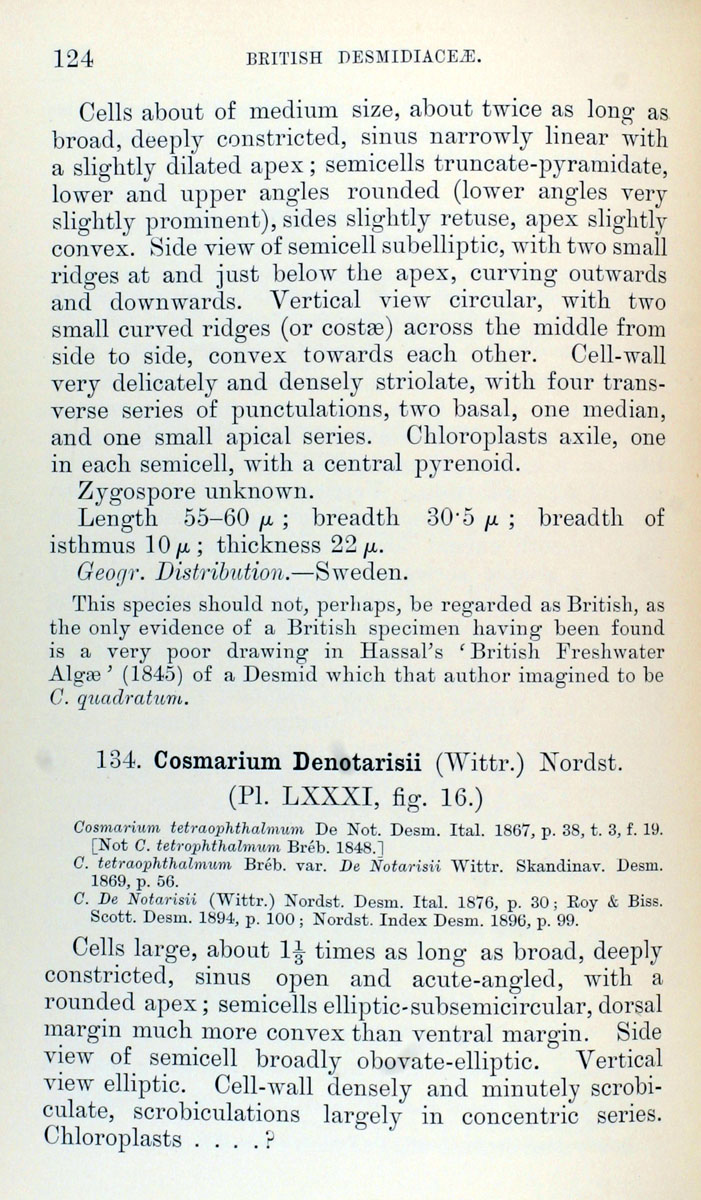 124
BRITISH DESMIDIACEÆ.
Cells about of medium size, about twice as long as
broad, deeply constricted, sinus narrowly linear with
a slightly dilated apex; semicells truncate-pyramidate,
lower and upper angles rounded (lower angles very
slightly prominent), sides slightly retuse, apex slightly
convex. Side view of semicell subelliptic, with two small
ridges at and just below the apex, curving outwards
and downwards. Vertical view circular, with two
small curved ridges (or costæ) across the middle from
side to side, convex towards each other. Cell-wall
very delicately and densely striolate, with four trans-
verse series of punctulations, two basal, one median,
and one small apical series. Chloroplasts axile, one
in each semicell, with a central pyrenoid.
Zygospore unknown.
Length 55–60 μ; breadth 30·5 μ; breadth of
isthmus 10 μ; thickness 22 μ.
Geogr. Distribution.—Sweden.
This species should not, perhaps, be regarded as British, as
the only evidence of a British specimen having been found
is a very poor drawing in Hassal's ‘British Freshwater
Algæ’ (1845) of a Desmid which that author imagined to be
C. quadratum.
134. Cosmarium Denotarisii (Wittr.) Nordst.
(Pl. LXXXI, fig. 16.)
Cosmarium tetraophthalmum De Not. Desm. Ital. 1867, p. 38, t. 3, f. 19.
[Not C. tetrophthalmum Bréb. 1848.]
C. tetraophthalmum Bréb. var. De Notarisii Wittr. Skandinav. Desm.
1869, p. 56.
C. De Notarisii (Wittr.) Nordst. Desm. Ital. 1876, p. 30; Roy & Biss.
Scott. Desm. 1894, p. 100; Nordst. Index Desm. 1896, p. 99.
Cells large, about 1⅓ times as long as broad, deeply
constricted, sinus open and acute-angled, with a
rounded apex; semicells elliptic-subsemicircular, dorsal
margin much more convex than ventral margin. Side
view of semicell broadly obovate-elliptic. Vertical
view elliptic. Cell-wall densely and minutely scrobi-
culate, scrobiculations largely in concentric series.
Chloroplasts . . . . ?